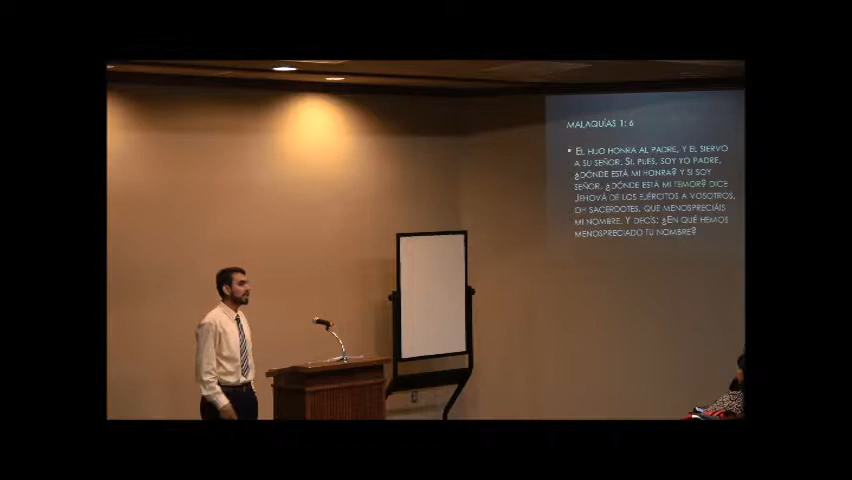 MALAQUÍAS 1: 6
• EL HIJO HONRA AL PADRE, Y EL SIERVO
A SU SEÑOR. SI, PUES, SOY YO PADRE,
¿DÓNDE ESTÁ MI HONRA? Y SI SOY
SEÑOR, ¿DÓNDE ESTÁ MI TEMOR? DICE
JEHOVÁ DE LOS EJÉRCITOS A VOSOTROS,
OH SACERDOTES, QUE MENOSPRECIÁIS
MI NOMBRE. Y DECÍS: ¿EN QUÉ HEMOS
MENOSPRECIADO TU NOMBRE?